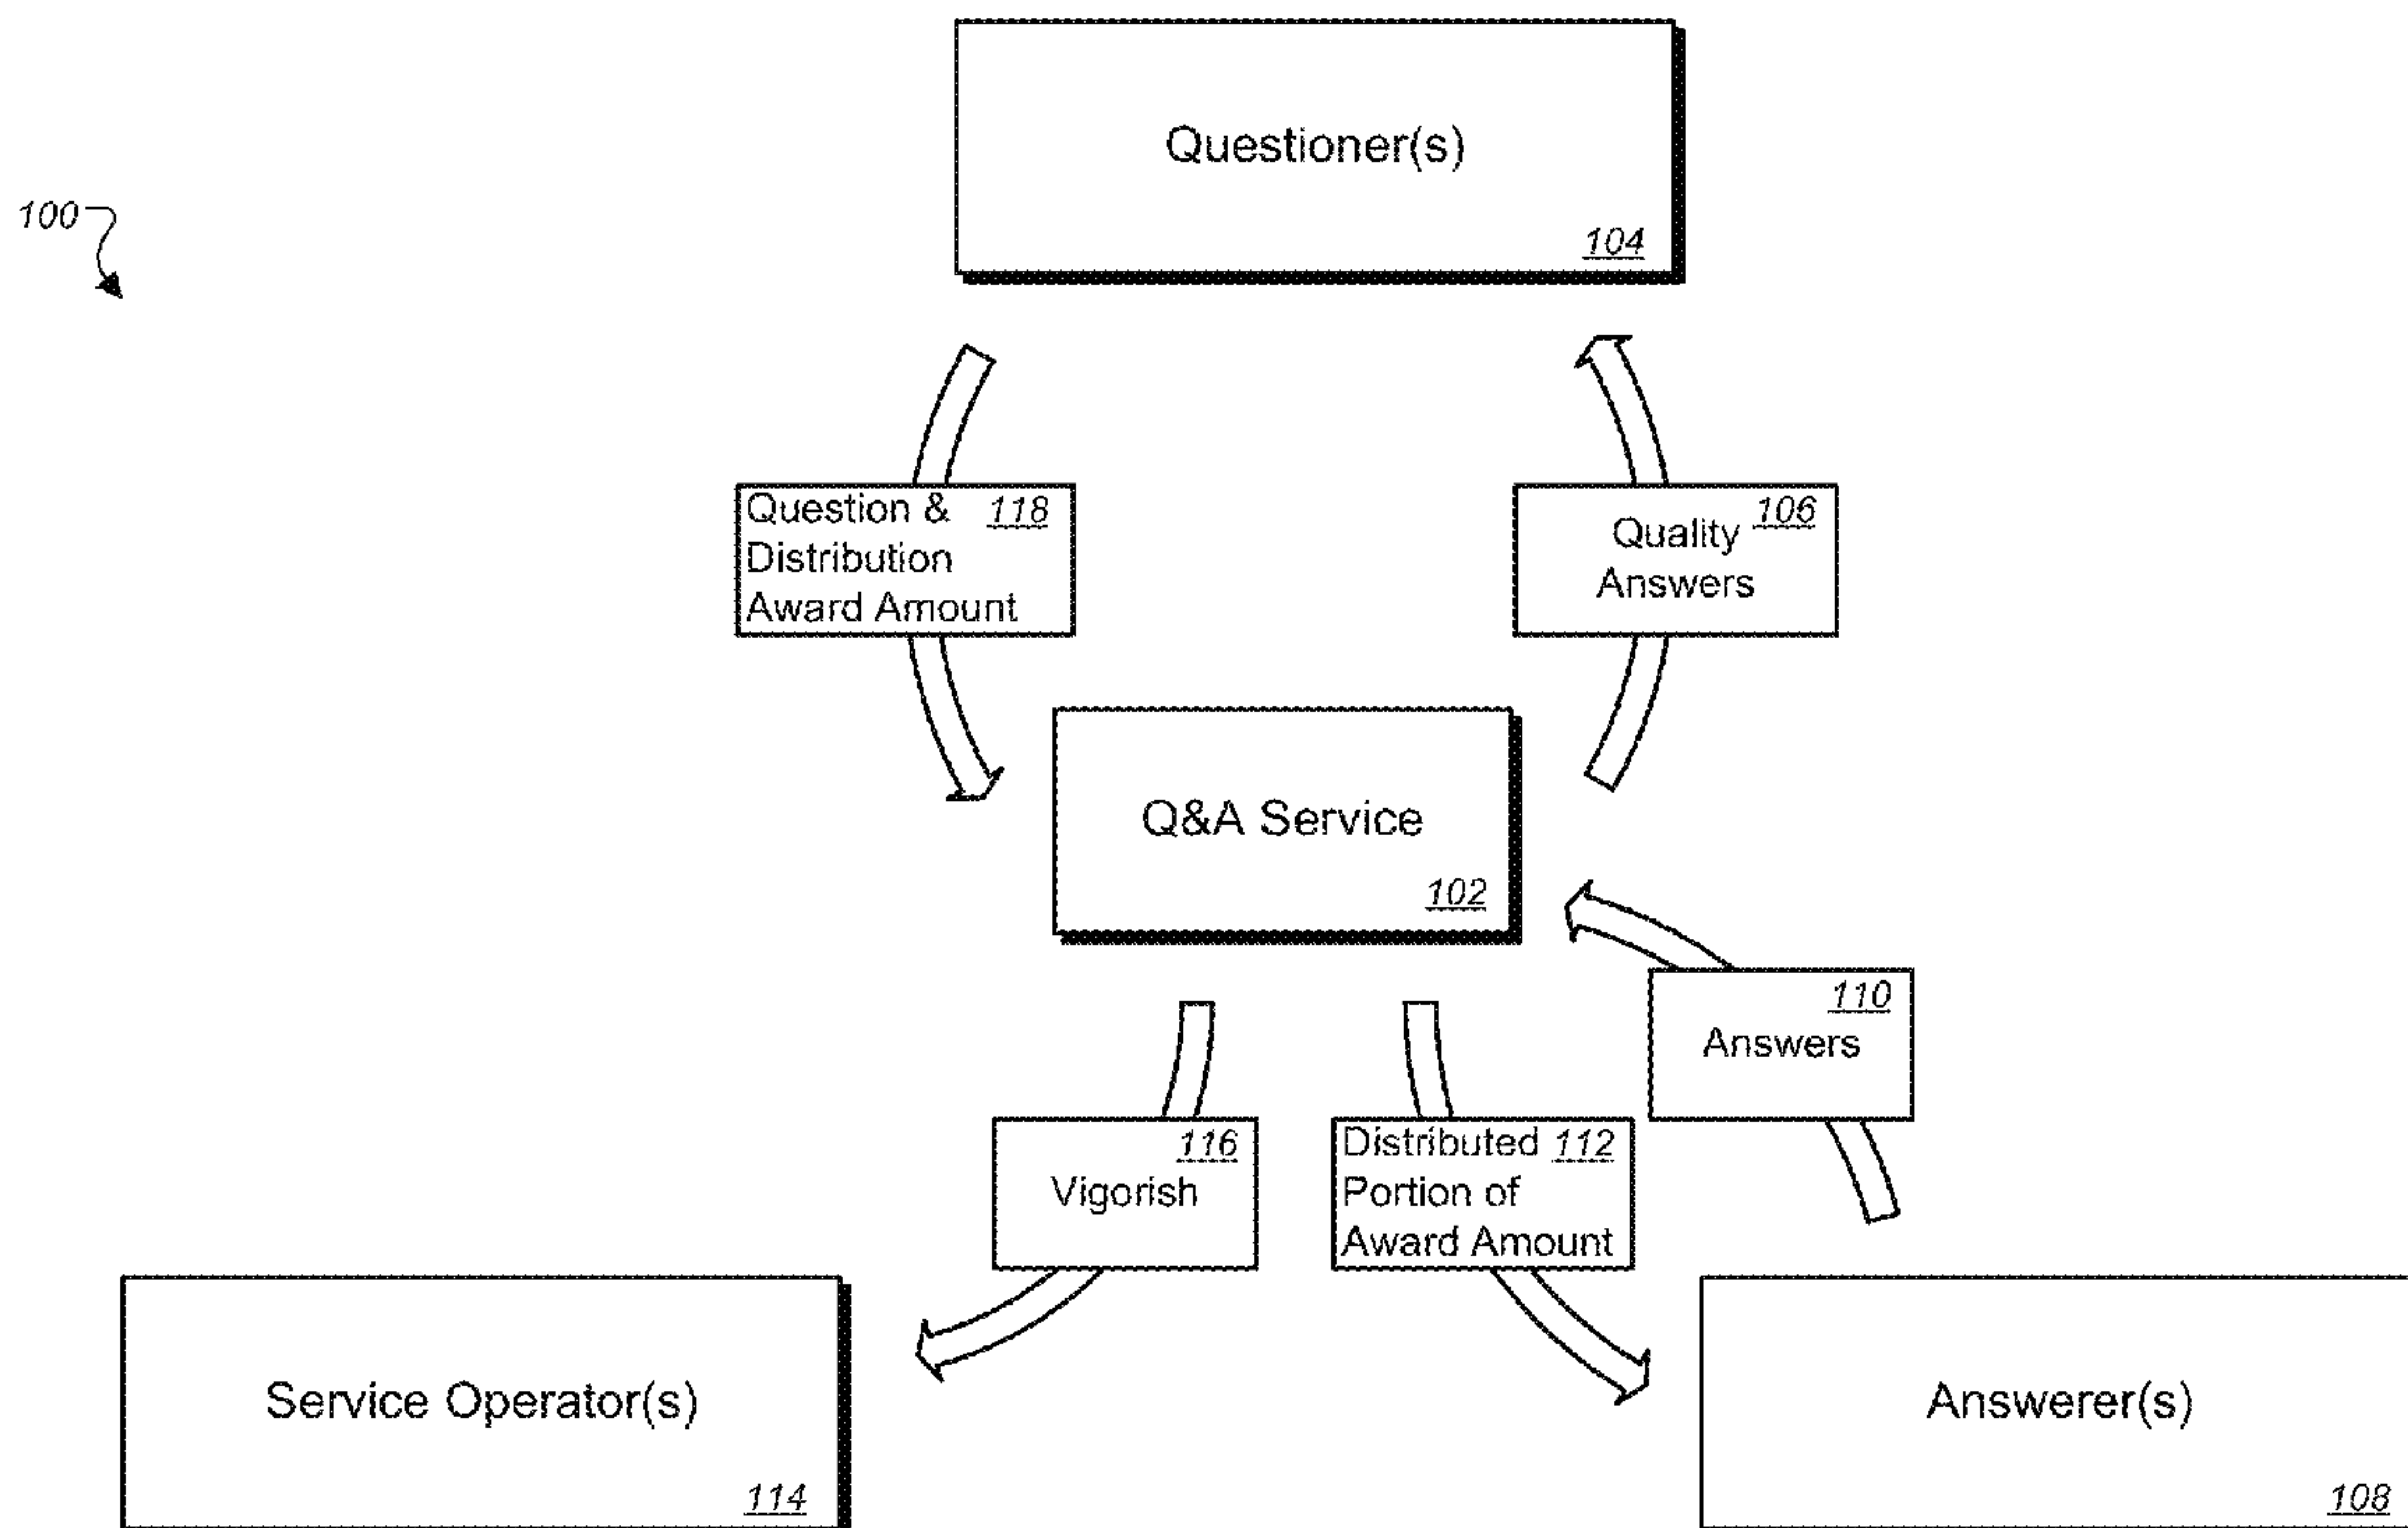 Questioner(s)
104
100
Question & 118
Distribution
Award Amount
106
Quality
Answers
Q&A Service
102
110
Answers
116
Vigorish
Distributed 112
Portion of
Award Amount
Service Operator(s)
114
Answerer(s)
108